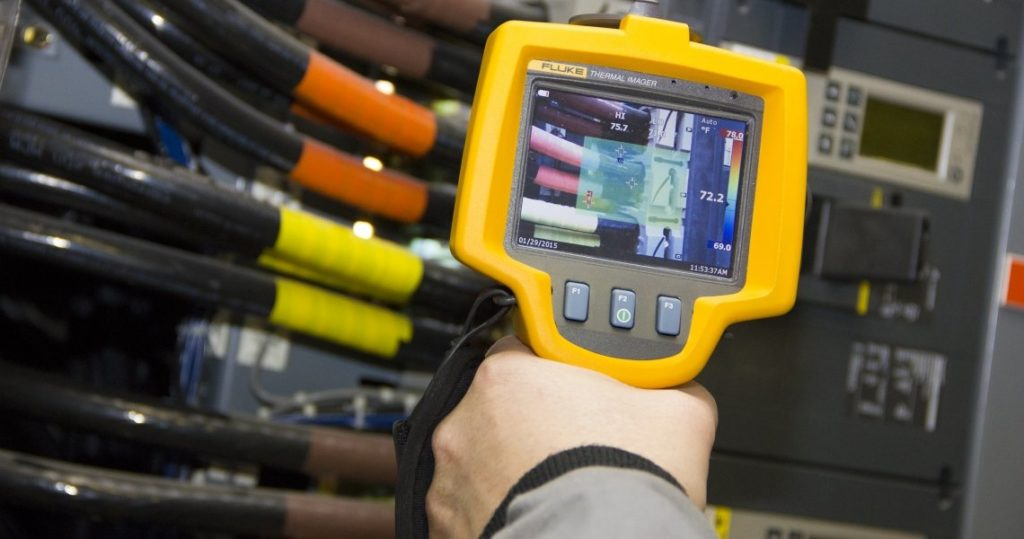 FLUKE THERMAL IMAGER
HI
75.7
Auto
°F
78.0
72.2
69.0
01/29/2015
11:53:37AM
F1
F2
F3